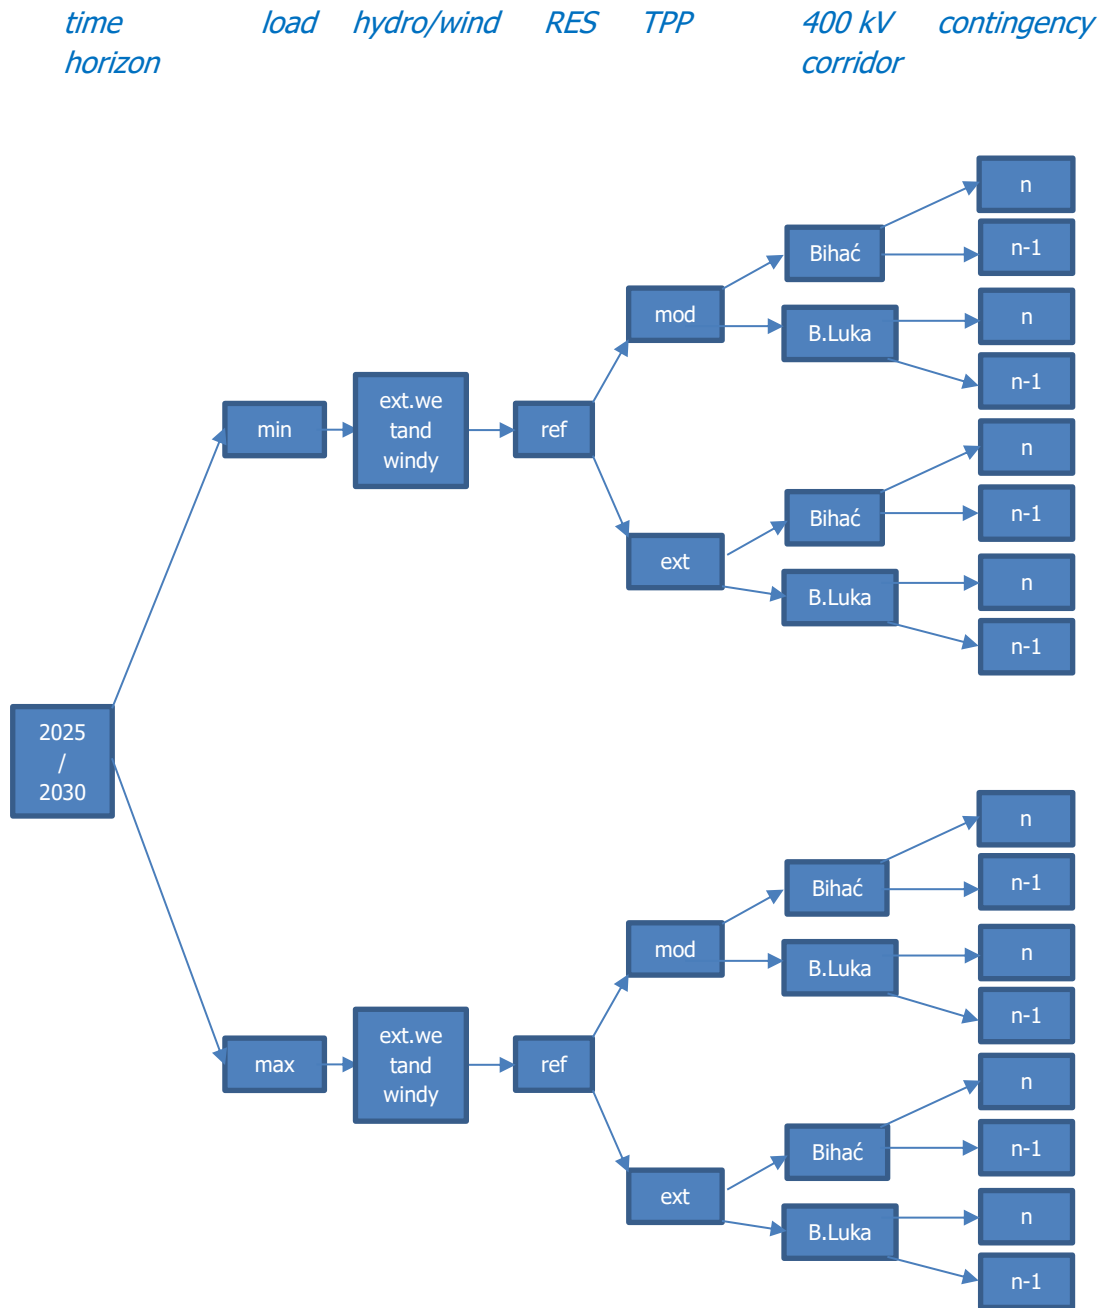 time horizon
load
hydro/wind
RES
TPP
400 kV corridor
contingency
n
Bihać
n-1
mod
n
B.Luka
n-1
ext.we
tand
windy
min
ref
n
Bihać
n-1
ext
n
B.Luka
n-1
2025
/
2030
n
Bihać
n-1
mod
n
B.Luka
n-1
ext.we
tand
windy
max
ref
n
Bihać
n-1
ext
n
B.Luka
n-1